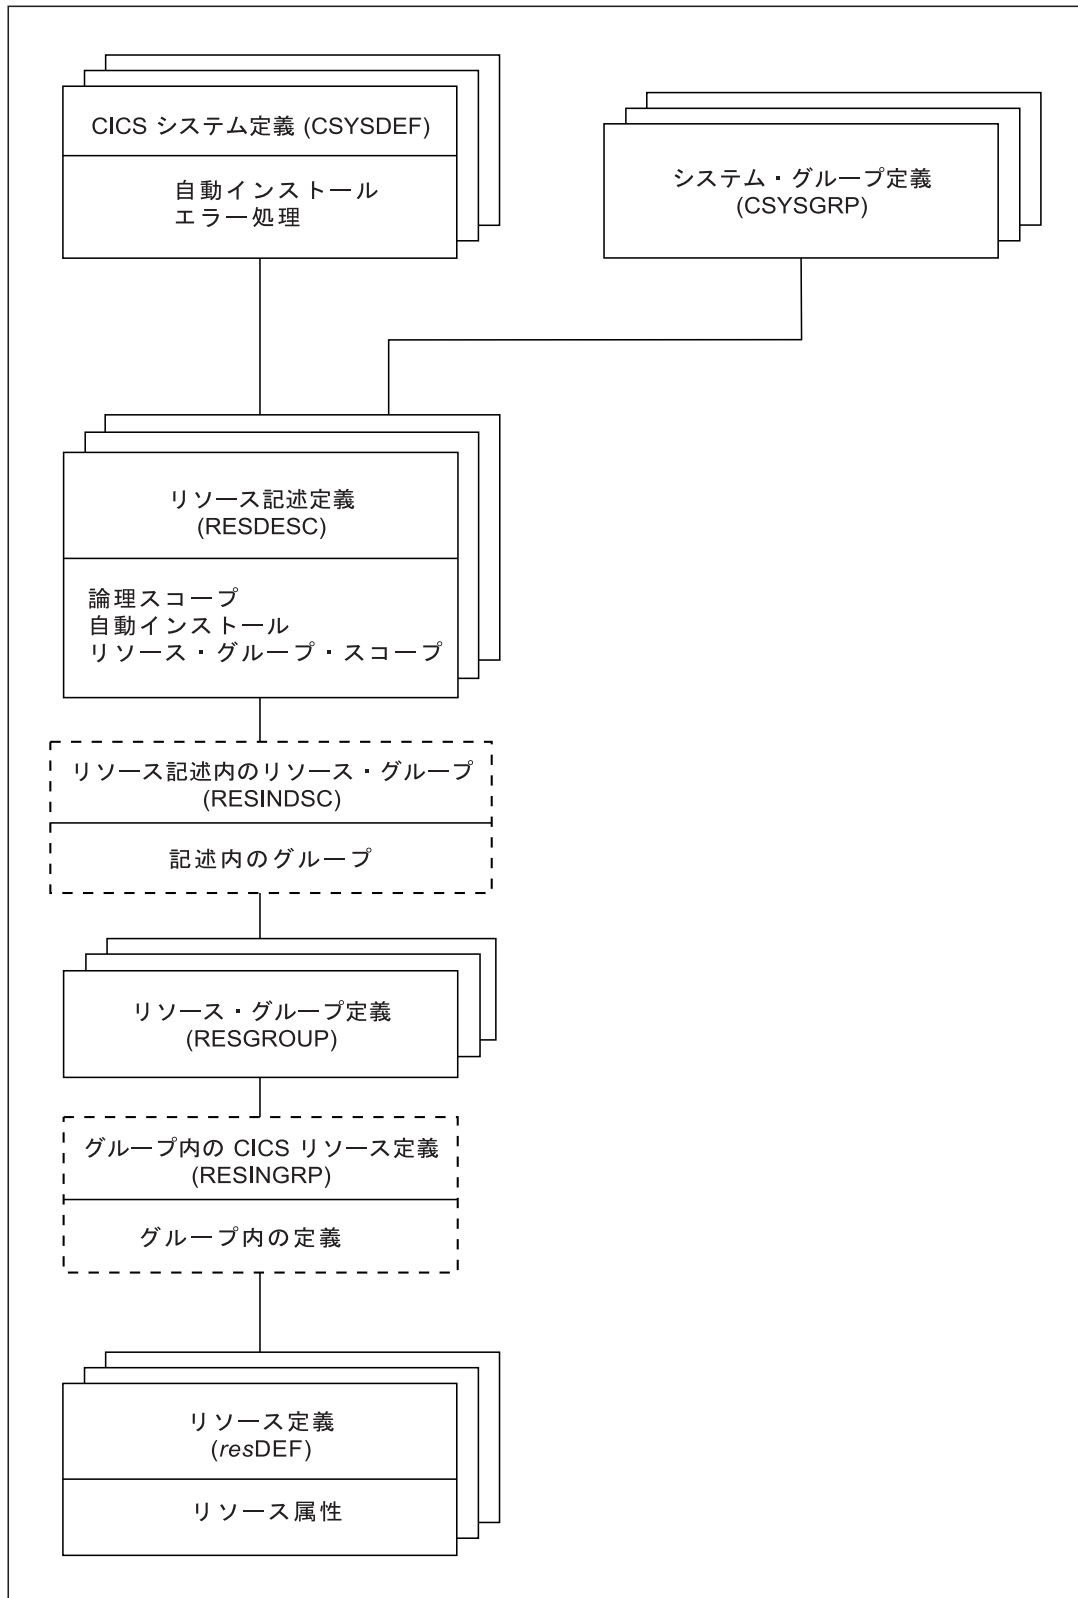 CICS システム定義 (CSYSDEF)
自動インストール
エラー処理
システム・グループ定義
(CSYSGRP)
リソース記述定義
(RESDESC)
論理スコープ
自動インストール
リソース・グループ・スコープ
リソース記述内のリソース・グループ
(RESINDSC)
記述内のグループ
リソース・グループ定義
(RESGROUP)
グループ内の CICS リソース定義
(RESINGRP)
グループ内の定義
リソース定義
(resDEF)
リソース属性